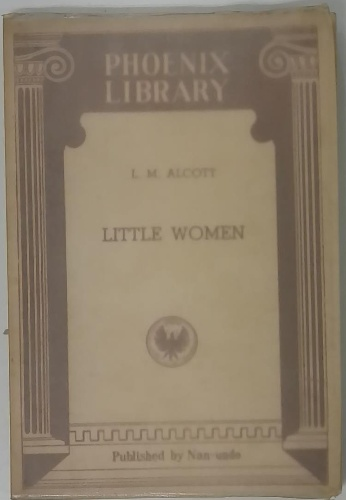 PHOENIX
LIBRARY
L. M. ALCOTT
LITTLE WOMEN
Published by Nan-undo